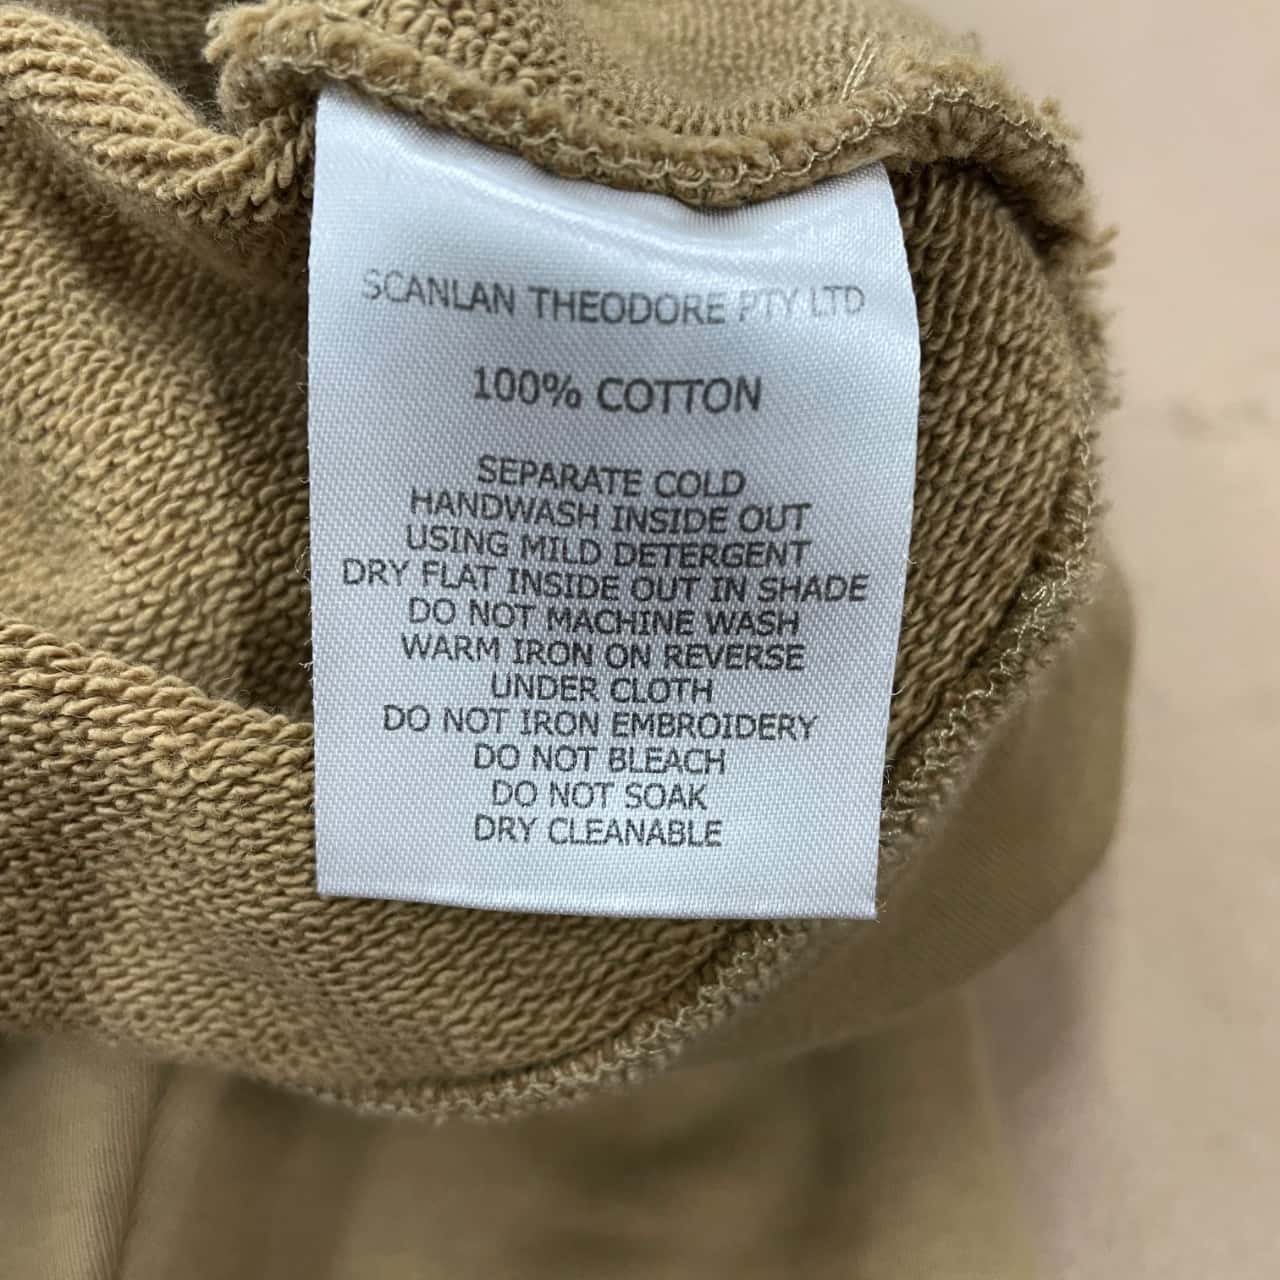 SCANLAN THEODORE PTY LTD
100% COTTON
SEPARATE COLD
HANDWASH INSIDE OUT
USING MILD DETERGENT
DRY FLAT INSIDE OUT IN SHADE
DO NOT MACHINE WASH
WARM IRON ON REVERSE
UNDER CLOTH
DO NOT IRON EMBROIDERY
DO NOT BLEACH
DO NOT SOAK
DRY CLEANABLE